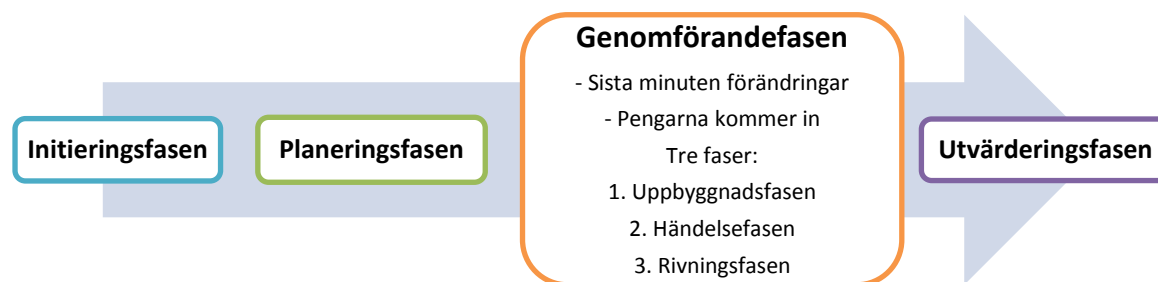 Initieringsfasen
Planeringsfasen
Genomförandefasen
- Sista minuten förändringar
- Pengarna kommer in
Tre faser:
1. Uppbyggnadsfasen
2. Händelsefasen
3. Rivningsfasen
Utvärderingsfasen